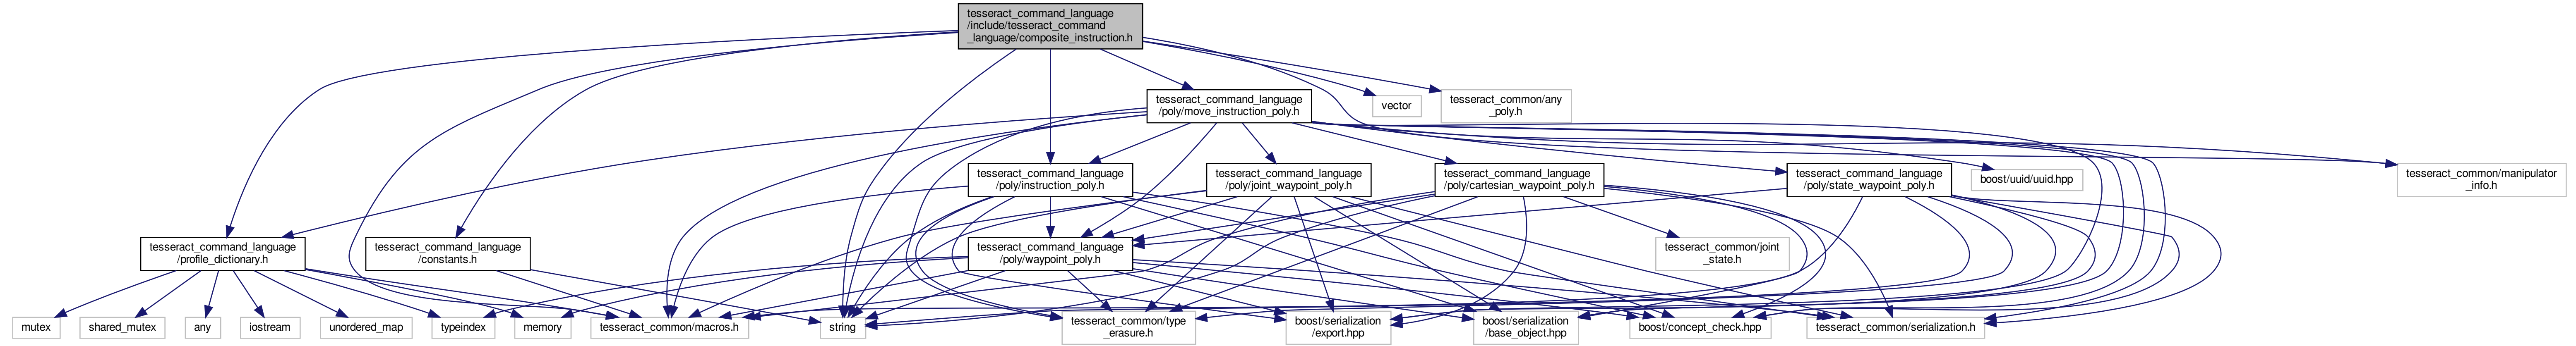 tesseract_command_language
/include/tesseract_command
_language/composite_instruction.h
tesseract_command_language
/poly/move_instruction_poly.h
vector
tesseract_common/any
_poly.h
tesseract_command_language
/poly/instruction_poly.h
tesseract_command_language
/poly/joint_waypoint_poly.h
tesseract_command_language
/poly/cartesian_waypoint_poly.h
tesseract_command_language
/poly/state_waypoint_poly.h
boost/uuid/uuid.hpp
tesseract_common/manipulator
_info.h
tesseract_command_language
/profile_dictionary.h
tesseract_command_language
/constants.h
tesseract_command_language
/poly/waypoint_poly.h
tesseract_common/joint
_state.h
mutex
shared_mutex
any
iostream
unordered_map
typeindex
memory
tesseract_common/macros.h
string
tesseract_common/type
_erasure.h
boost/serialization
/export.hpp
boost/serialization
/base_object.hpp
boost/concept_check.hpp
tesseract_common/serialization.h